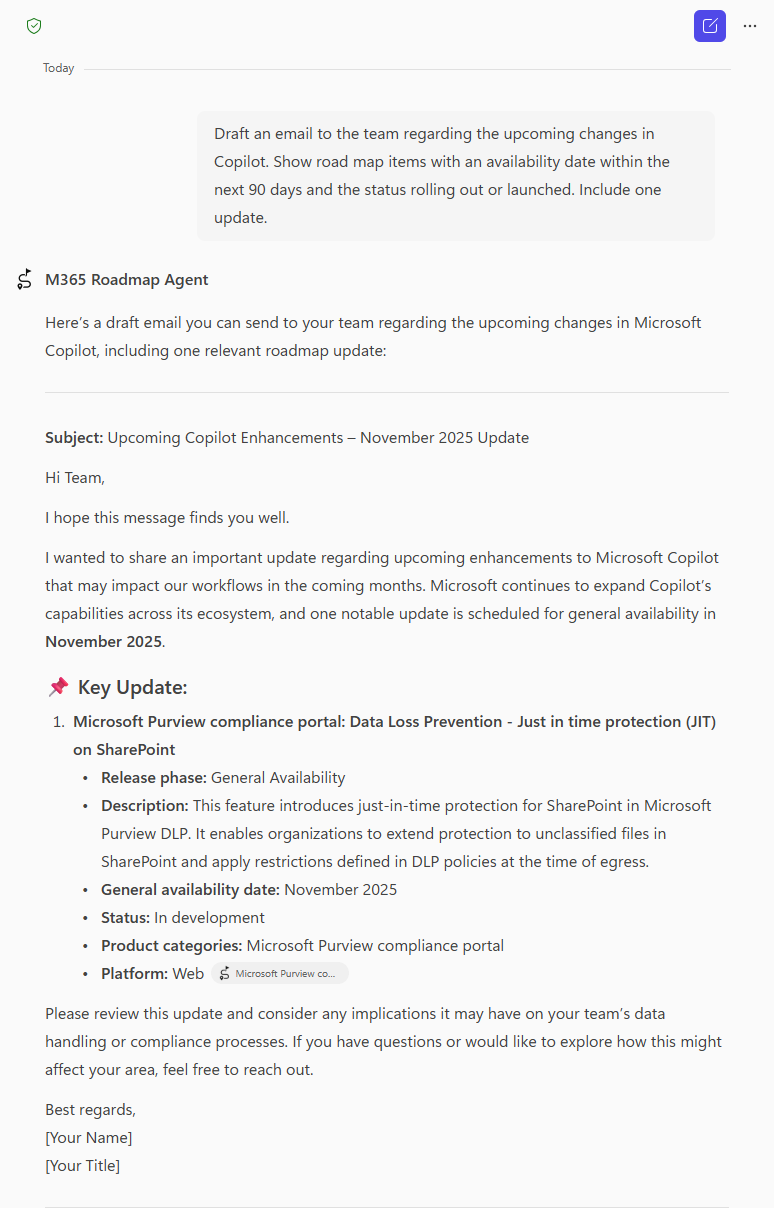 Today
Draft an email to the team regarding the upcoming changes in
Copilot. Show road map items with an availability date within the
next 90 days and the status rolling out or launched. Include one
update.
M365 Roadmap Agent
Here’s a draft email you can send to your team regarding the upcoming changes in Microsoft
Copilot, including one relevant roadmap update:
Subject: Upcoming Copilot Enhancements – November 2025 Update
Hi Team,
I hope this message finds you well.
I wanted to share an important update regarding upcoming enhancements to Microsoft Copilot
that may impact our workflows in the coming months. Microsoft continues to expand Copilot’s
capabilities across its ecosystem, and one notable update is scheduled for general availability in
November 2025.
📌 Key Update:
1. Microsoft Purview compliance portal: Data Loss Prevention - Just in time protection (JIT)
on SharePoint
• Release phase: General Availability
• Description: This feature introduces just-in-time protection for SharePoint in Microsoft
Purview DLP. It enables organizations to extend protection to unclassified files in
SharePoint and apply restrictions defined in DLP policies at the time of egress.
• General availability date: November 2025
• Status: In development
• Product categories: Microsoft Purview compliance portal
• Platform: Web Microsoft Purview co...
Please review this update and consider any implications it may have on your team’s data
handling or compliance processes. If you have questions or would like to explore how this might
affect your area, feel free to reach out.
Best regards,
[Your Name]
[Your Title]